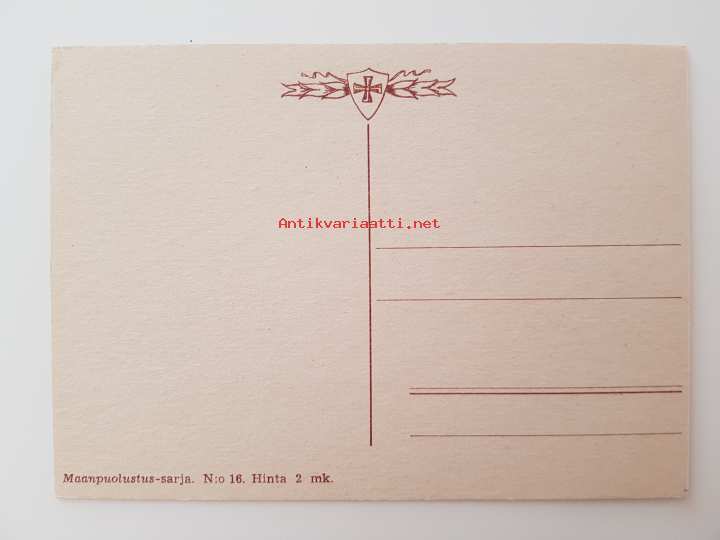 Antikvariaatti.net
Maanpuolustus-sarja. N:o 16. Hinta 2 mk.